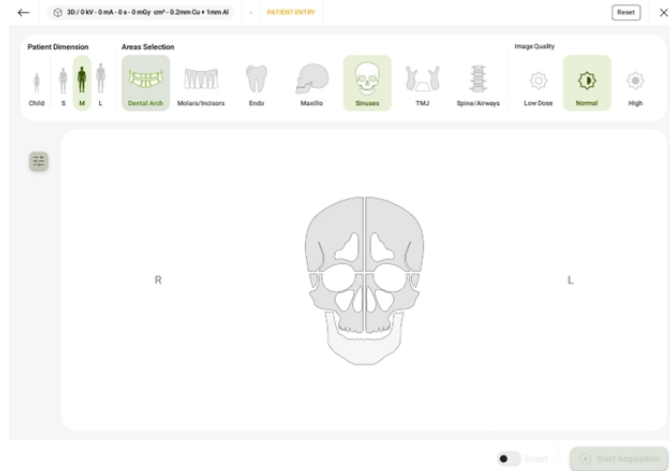 3D / 0 kV - 0 mA - 0 s - 0 mGy cm² - 0.2mm Cu + 1mm Al
- PATIENT ENTRY
Reset
Patient Dimension
Areas Selection
Image Quality
Child S M L
Dental Arch Molars/Incisors Endo Maxillo Sinuses TMJ Spine/Airways
Low Dose Normal High
R L
Scout
Start Acquisition